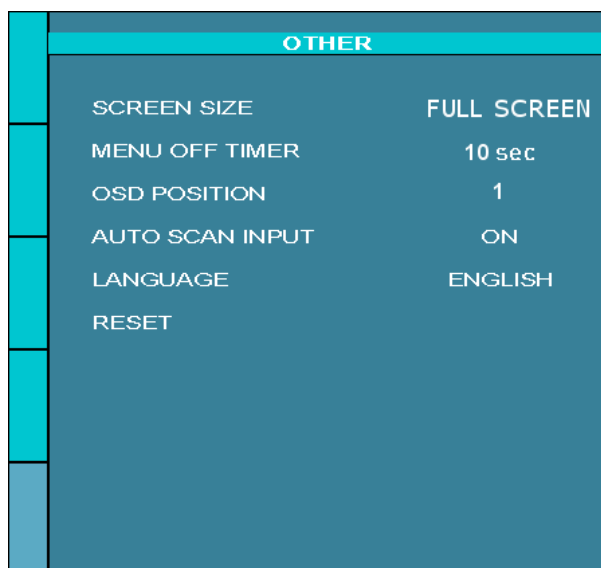 OTHER
SCREEN SIZE FULL SCREEN
MENU OFF TIMER 10 sec
OSD POSITION 1
AUTO SCAN INPUT ON
LANGUAGE ENGLISH
RESET